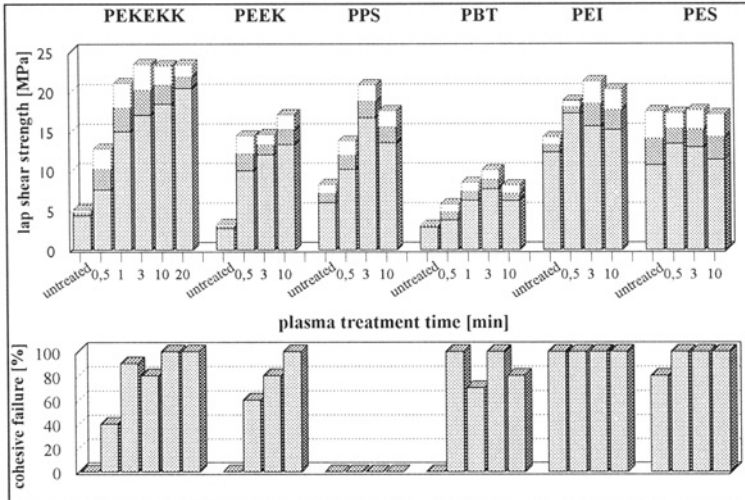 PEKEKK PEEK PPS PBT PEI PES
lap shear strength [MPa]
25
20
15
10
5
0
untreated 0,5 1 3 10 20 untreated 0,5 3 10 untreated 0,5 3 10 untreated 0,5 1 3 10 untreated 0,5 3 10 untreated 0,5 3 10
plasma treatment time [min]
cohesive failure [%]
100
80
60
40
20
0